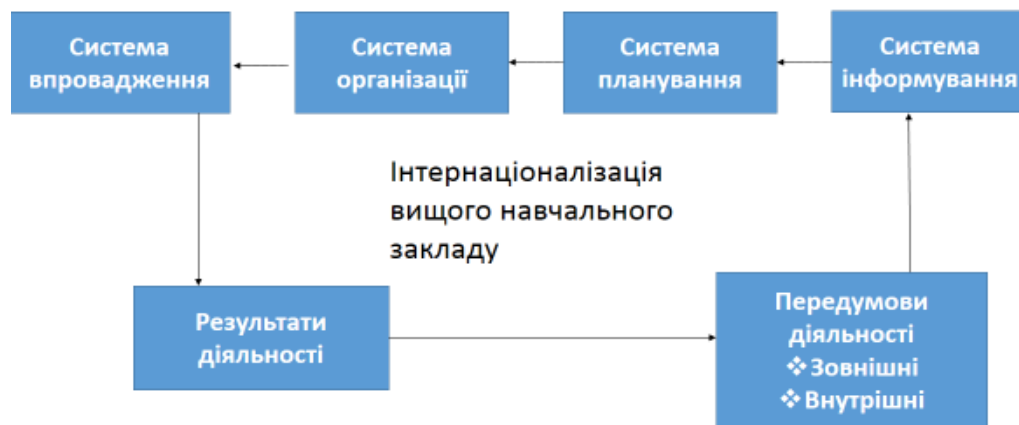 Система
впровадження
Система
організації
Система
планування
Система
інформування
Інтернаціоналізація
вищого навчального
закладу
Результати
діяльності
Передумови
діяльності
❖Зовнішні
❖Внутрішні